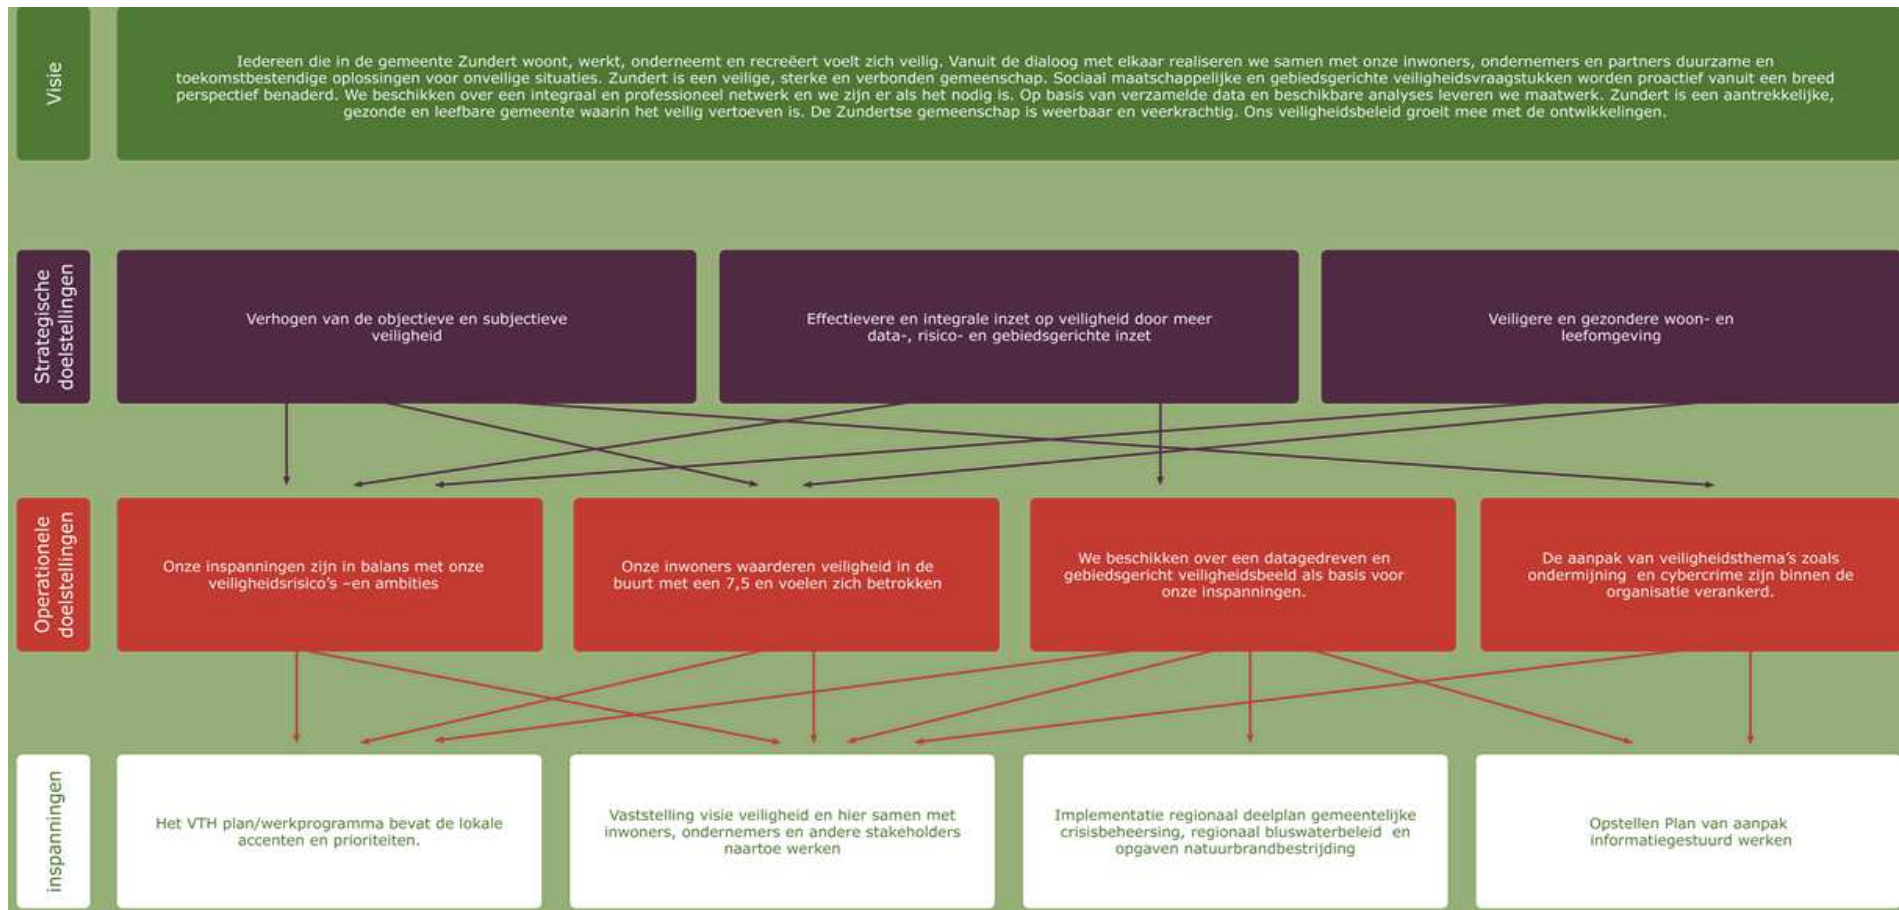 Visie
Iedereen die in de gemeente Zundert woont, werkt, onderneemt en recreëert voelt zich veilig. Vanuit de dialoog met elkaar realiseren we samen met onze inwoners, ondernemers en partners duurzame en
toekomstbestendige oplossingen voor onveilige situaties. Zundert is een veilige, sterke en verbonden gemeenschap. Sociaal maatschappelijke en gebiedsgerichte veiligheidsvraagstukken worden proactief vanuit een breed
perspectief benaderd. We beschikken over een integraal en professioneel netwerk en we zijn er als het nodig is. Op basis van verzamelde data en beschikbare analyses leveren we maatwerk. Zundert is een aantrekkelijke,
gezonde en leefbare gemeente waarin het veilig vertoeven is. De Zundertse gemeenschap is weerbaar en veerkrachtig. Ons veiligheidsbeleid groeit mee met de ontwikkelingen.
Strategische
doelstellingen
Verhogen van de objectieve en subjectieve
veiligheid
Effectievere en integrale inzet op veiligheid door meer
data-, risico- en gebiedsgerichte inzet
Veiligere en gezondere woon- en
leefomgeving
Operationele
doelstellingen
Onze inspanningen zijn in balans met onze
veiligheidsrisico's –en ambities
Onze inwoners waarderen veiligheid in de
buurt met een 7,5 en voelen zich betrokken
We beschikken over een datagedreven en
gebiedsgericht veiligheidsbeeld als basis voor
onze inspanningen.
De aanpak van veiligheidsthema's zoals
ondermijning en cybercrime zijn binnen de
organisatie verankerd.
inspanningen
Het VTH plan/werkprogramma bevat de lokale
accenten en prioriteiten.
Vaststelling visie veiligheid en hier samen met
inwoners, ondernemers en andere stakeholders
naartoe werken
Implementatie regionaal deelplan gemeentelijke
crisisbeheersing, regionaal bluswaterbeleid en
opgaven natuurbrandbestrijding
Opstellen Plan van aanpak
informatiegestuurd werken